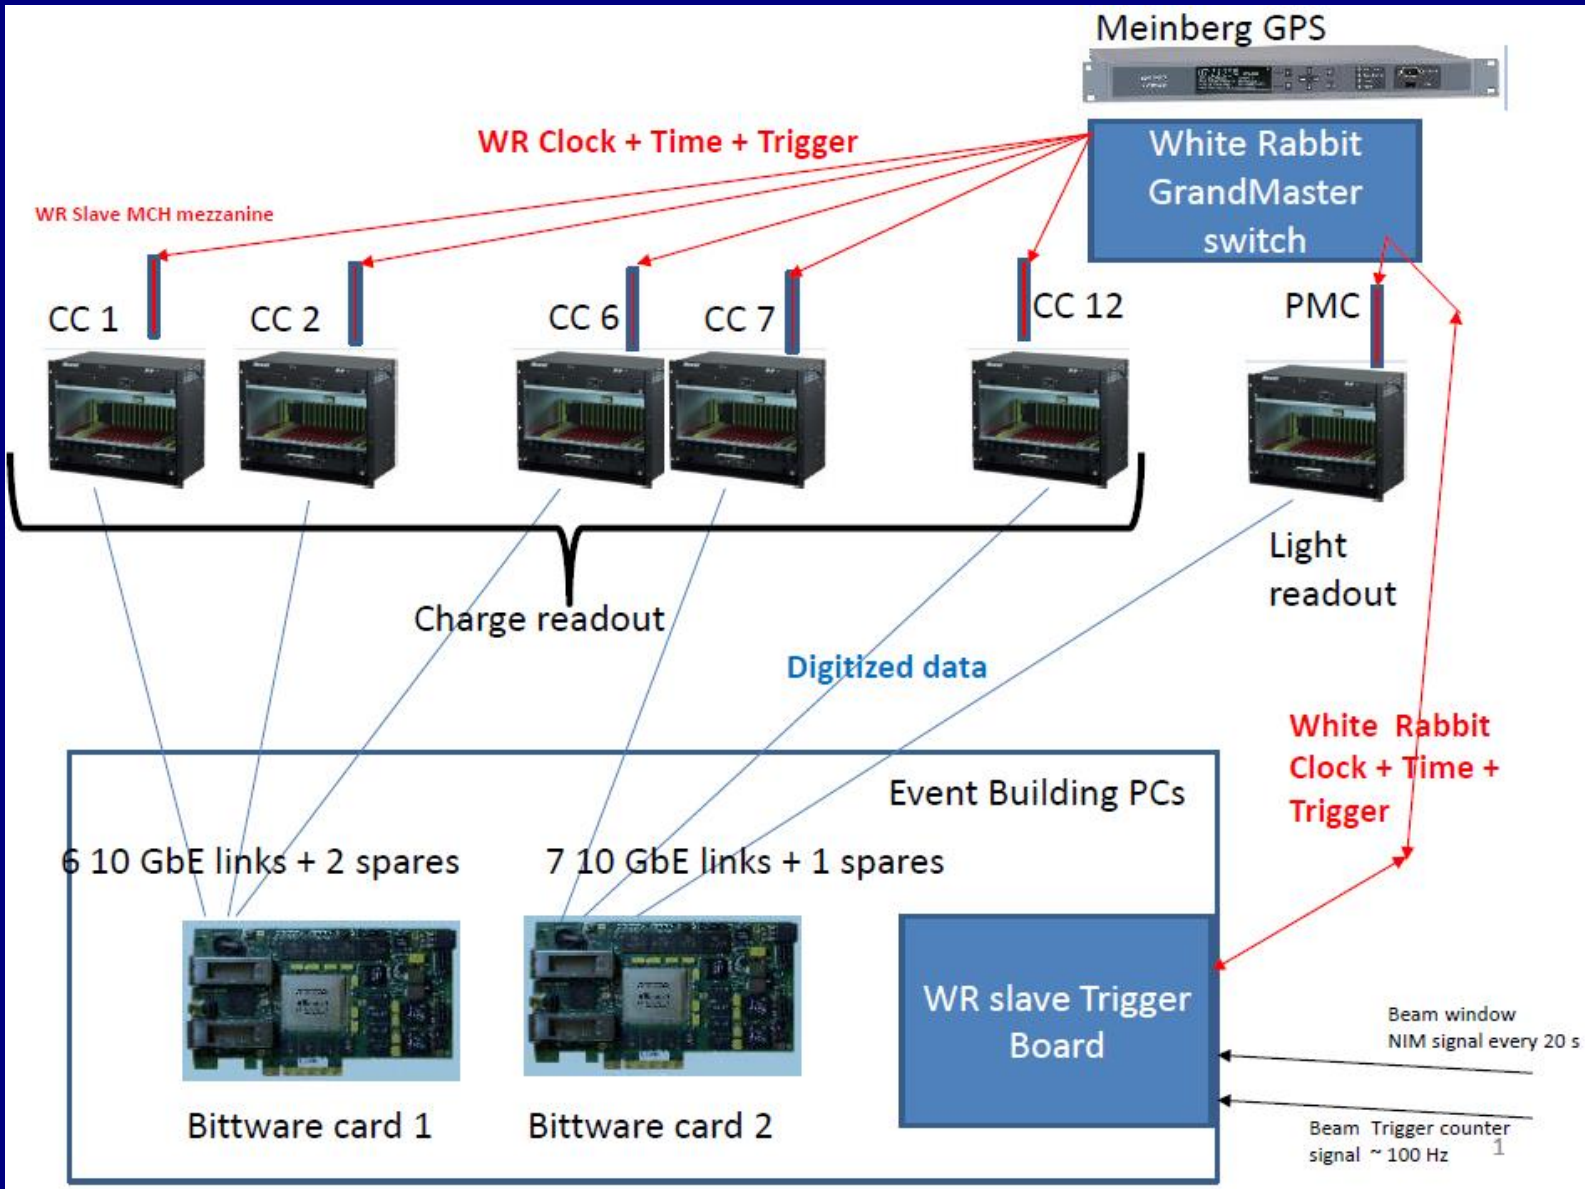 Meinberg GPS
WR Clock + Time + Trigger
White Rabbit
GrandMaster
switch
WR Slave MCH mezzanine
CC 1
CC 2
CC 6
CC 7
CC 12
PMC
Light
readout
Charge readout
Digitized data
White Rabbit
Clock + Time +
Trigger
Event Building PCs
6 10 GbE links + 2 spares
7 10 GbE links + 1 spares
WR slave Trigger
Board
Beam window
NIM signal every 20 s
Bittware card 1
Bittware card 2
Beam Trigger counter
signal ~ 100 Hz
1